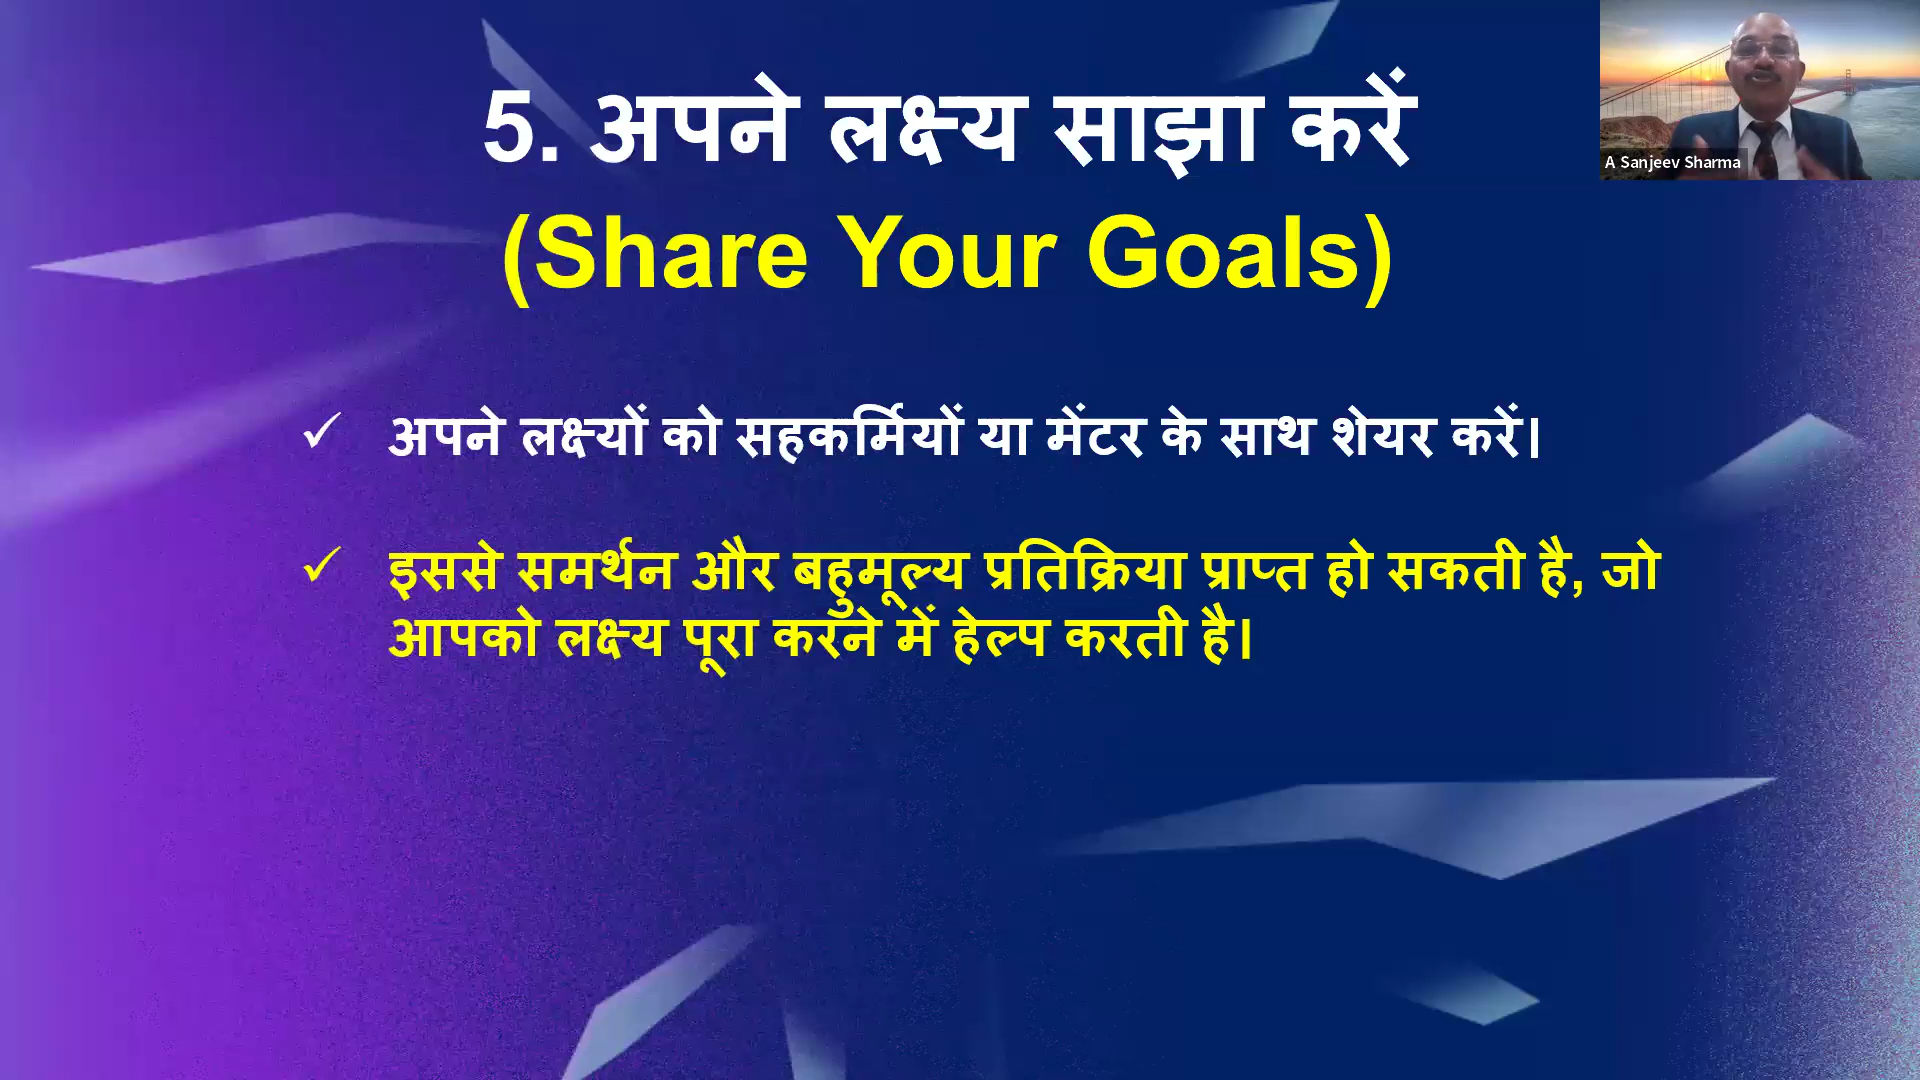 5. अपने लक्ष्य साझा करें
(Share Your Goals)
A Sanjeev Sharma
✓ अपने लक्ष्यों को सहकर्मियों या मेंटर के साथ शेयर करें।
✓ इससे समर्थन और बहुमूल्य प्रतिक्रिया प्राप्त हो सकती है, जो
आपको लक्ष्य पूरा करने में हेल्प करती है।